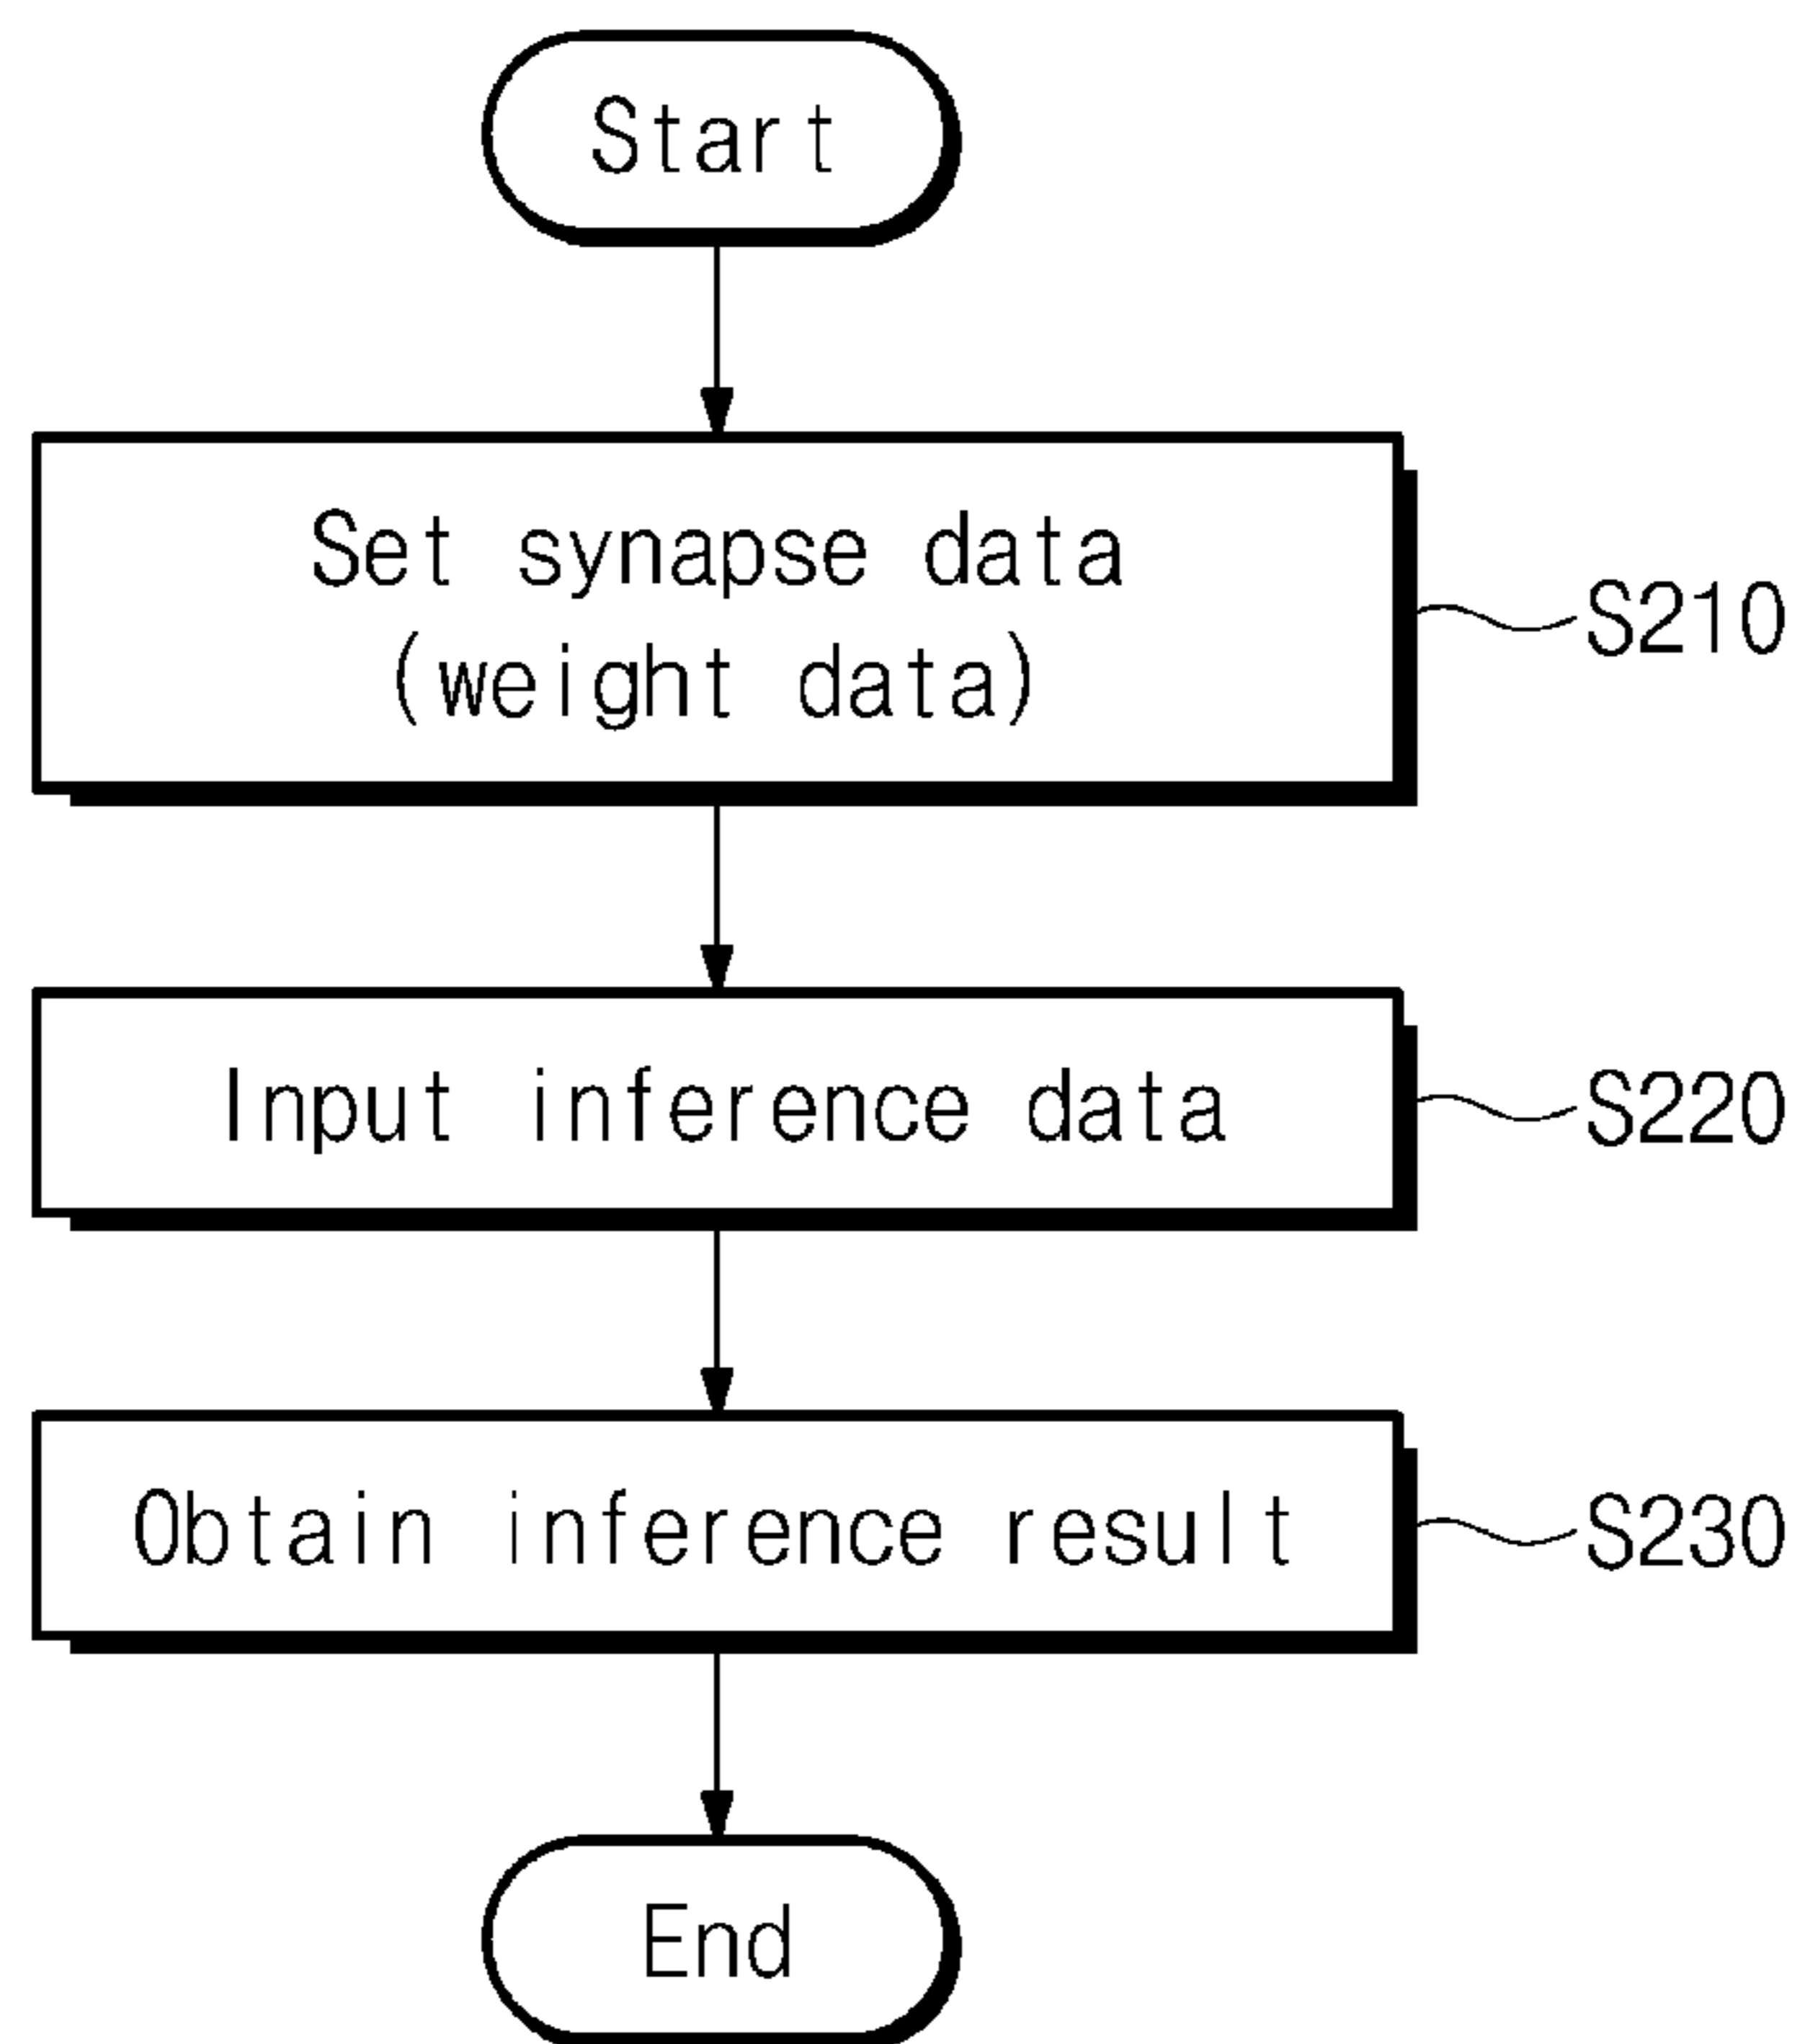 Start
Set synapse data
(weight data)
S210
Input inference data
S220
Obtain inference result
S230
End